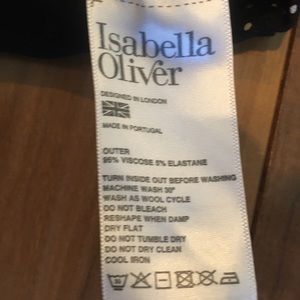 Isabella
Oliver
DESIGNED IN LONDON
MADE IN PORTUGAL
OUTER
95% VISCOSE 5% ELASTANE
TURN INSIDE OUT BEFORE WASHING
MACHINE WASH 30°
WASH AS WOOL CYCLE
DO NOT BLEACH
RESHAPE WHEN DAMP
DRY FLAT
DO NOT TUMBLE DRY
DO NOT DRY CLEAN
COOL IRON